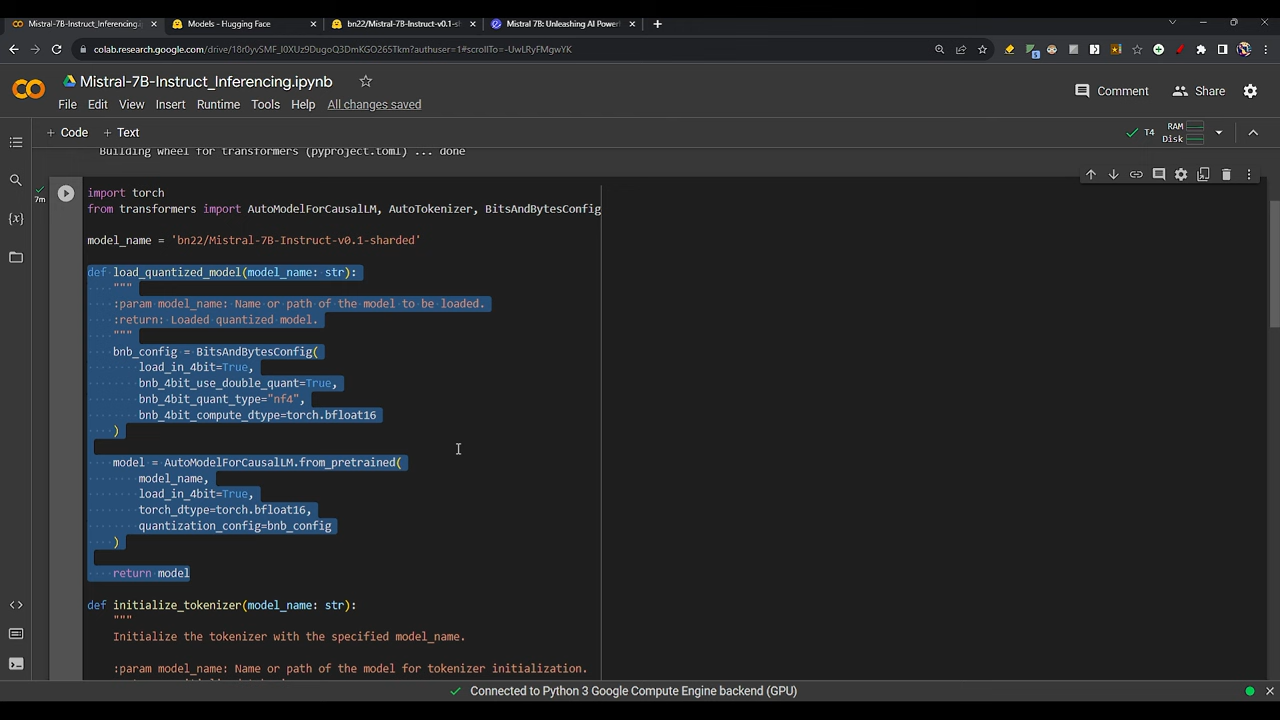 Mistral-7B-Instruct_Inferencing.i
Models - Hugging Face
bn22/Mistral-7B-Instruct-v0.1-sh
Mistral 7B: Unleashing AI Power
colab.research.google.com/drive/18r0yvSMF_I0XUz9DugoQ3DmKGO265Tkm?authuser=1#scrollTo=-UwLRyFMgwYK
Mistral-7B-Instruct_Inferencing.ipynb
File Edit View Insert Runtime Tools Help All changes saved
Comment
Share
+ Code + Text
T4
RAM
Disk
Building wheel for transformers (pyproject.toml) ... done
7m
import torch
from transformers import AutoModelForCausalLM, AutoTokenizer, BitsAndBytesConfig
model_name = 'bn22/Mistral-7B-Instruct-v0.1-sharded'
def load_quantized_model(model_name: str):
"""
:param model_name: Name or path of the model to be loaded.
:return: Loaded quantized model.
"""
bnb_config = BitsAndBytesConfig(
load_in_4bit=True,
bnb_4bit_use_double_quant=True,
bnb_4bit_quant_type="nf4",
bnb_4bit_compute_dtype=torch.bfloat16
)
model = AutoModelForCausalLM.from_pretrained(
model_name,
load_in_4bit=True,
torch_dtype=torch.bfloat16,
quantization_config=bnb_config
)
return model
def initialize_tokenizer(model_name: str):
"""
Initialize the tokenizer with the specified model_name.
:param model_name: Name or path of the model for tokenizer initialization.
Connected to Python 3 Google Compute Engine backend (GPU)